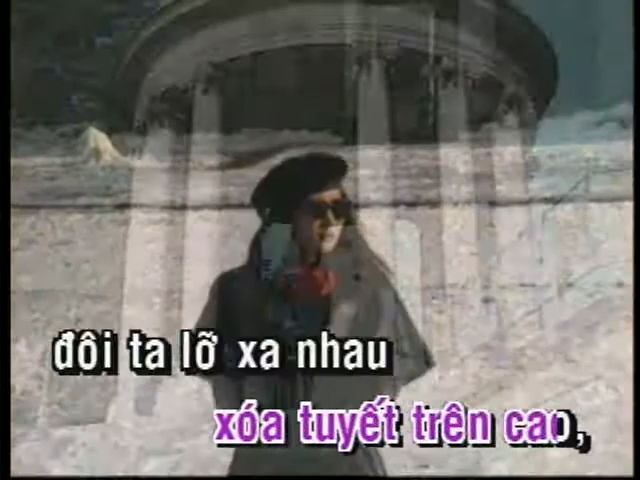 đôi ta lỡ xa nhau
xóa tuyết trên cao,